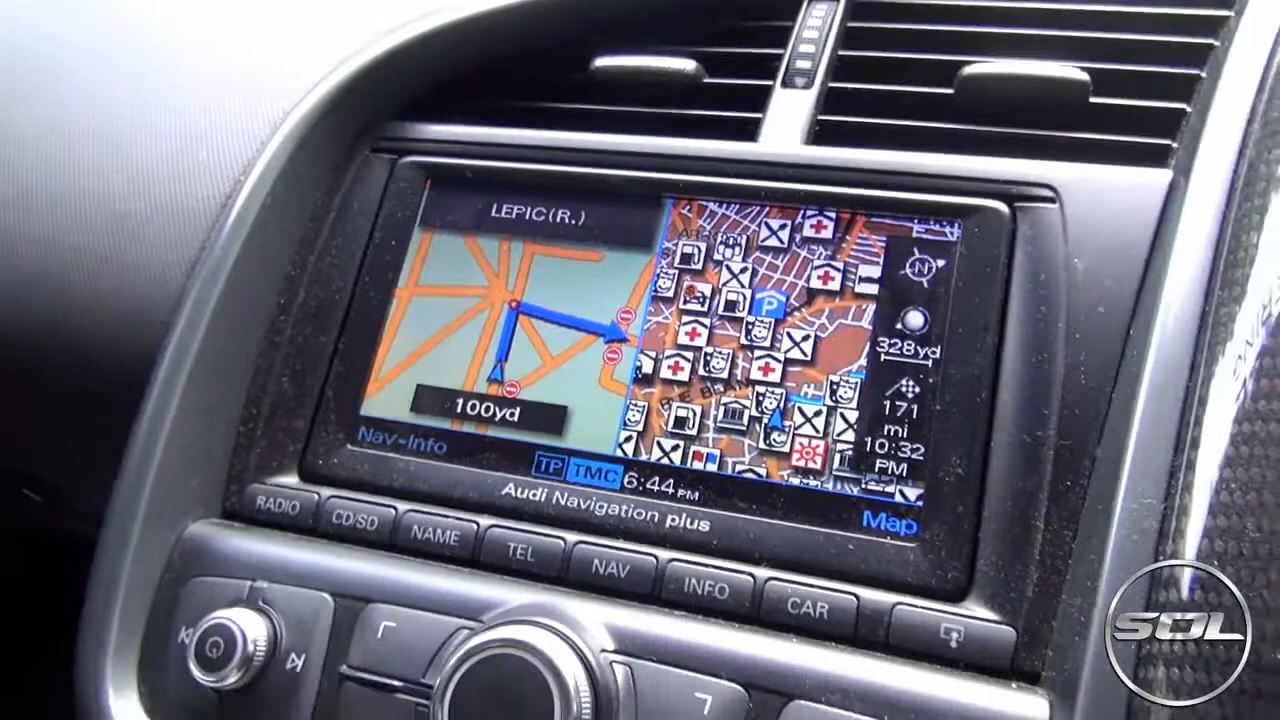 LEPIC(R.)
N
P
328yd
171
mi
10:32
PM
100yd
Nav-Info
TP TMC 6:44PM
Map
Audi Navigation plus
RADIO CD/SD NAME TEL NAV INFO CAR
SOL